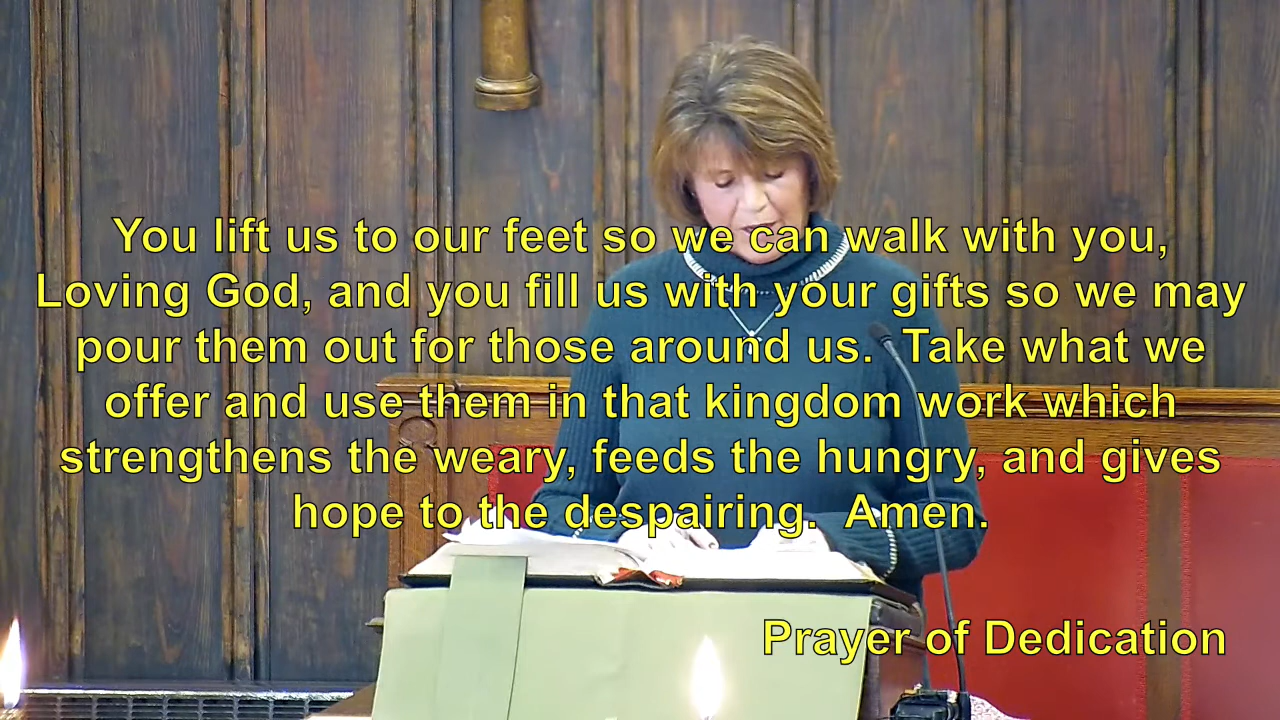 You lift us to our feet so we can walk with you,
Loving God, and you fill us with your gifts so we may
pour them out for those around us.  Take what we
offer and use them in that kingdom work which
strengthens the weary, feeds the hungry, and gives
hope to the despairing.  Amen.
Prayer of Dedication